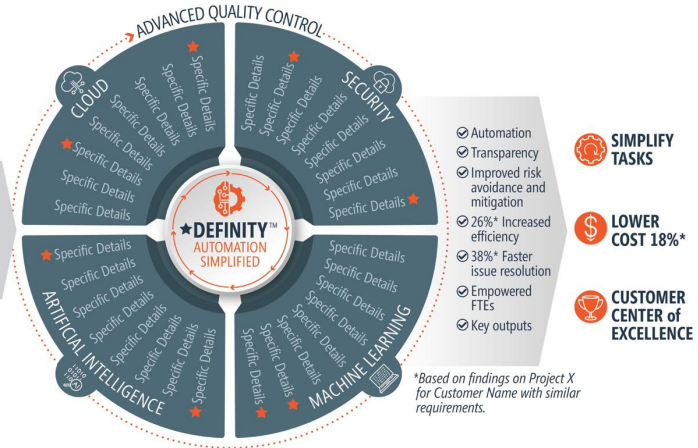 ADVANCED QUALITY CONTROL
CLOUD
Specific Details
Specific Details
Specific Details
Specific Details
Specific Details
Specific Details
Specific Details
Specific Details
SECURITY
Specific Details
Specific Details
Specific Details
Specific Details
Specific Details
Specific Details
Specific Details
Specific Details
DEFINITY™
AUTOMATION
SIMPLIFIED
ARTIFICIAL INTELLIGENCE
Specific Details
Specific Details
Specific Details
Specific Details
Specific Details
Specific Details
Specific Details
Specific Details
MACHINE LEARNING
Specific Details
Specific Details
Specific Details
Specific Details
Specific Details
Specific Details
Specific Details
Specific Details
Automation
Transparency
Improved risk
avoidance and
mitigation
26%* Increased
efficiency
38%* Faster
issue resolution
Empowered
FTEs
Key outputs
SIMPLIFY
TASKS
LOWER
COST 18%*
CUSTOMER
CENTER of
EXCELLENCE
*Based on findings on Project X
for Customer Name with similar
requirements.